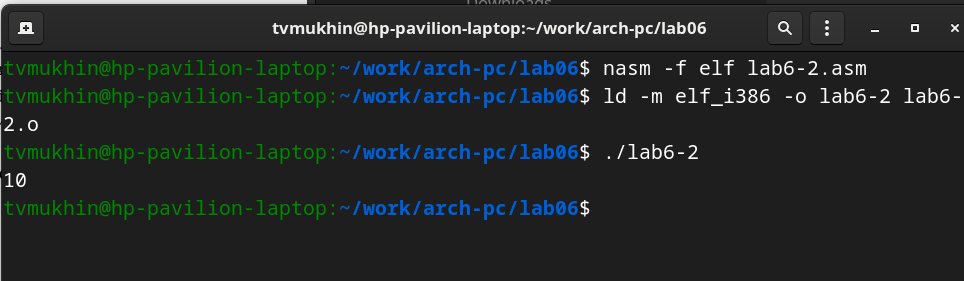 Downloads
tvmukhin@hp-pavilion-laptop:~/work/arch-pc/lab06
tvmukhin@hp-pavilion-laptop:~/work/arch-pc/lab06$ nasm -f elf lab6-2.asm
tvmukhin@hp-pavilion-laptop:~/work/arch-pc/lab06$ ld -m elf_i386 -o lab6-2 lab6-
2.o
tvmukhin@hp-pavilion-laptop:~/work/arch-pc/lab06$ ./lab6-2
10
tvmukhin@hp-pavilion-laptop:~/work/arch-pc/lab06$